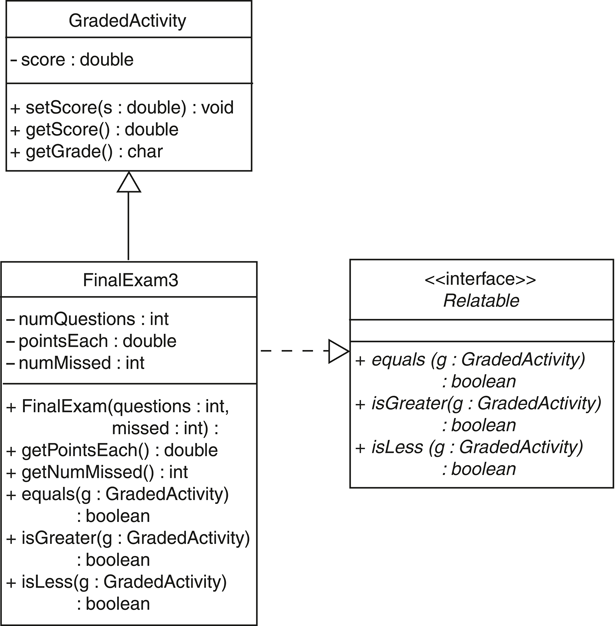 GradedActivity
– score : double
+ setScore(s : double) : void
+ getScore() : double
+ getGrade() : char
FinalExam3
– numQuestions : int
– pointsEach : double
– numMissed : int
+ FinalExam(questions : int,
missed : int) :
+ getPointsEach() : double
+ getNumMissed() : int
+ equals(g : GradedActivity)
: boolean
+ isGreater(g : GradedActivity)
: boolean
+ isLess(g : GradedActivity)
: boolean
<<interface>>
Relatable
+ equals (g : GradedActivity)
: boolean
+ isGreater(g : GradedActivity)
: boolean
+ isLess (g : GradedActivity)
: boolean